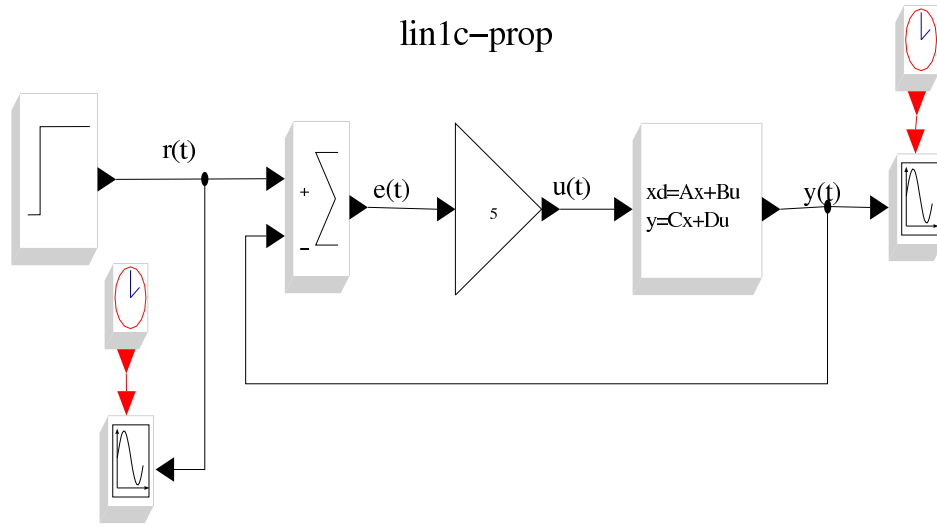 lin1c−prop
r(t)
+
−
e(t)
5
u(t)
xd=Ax+Bu
y=Cx+Du
y(t)